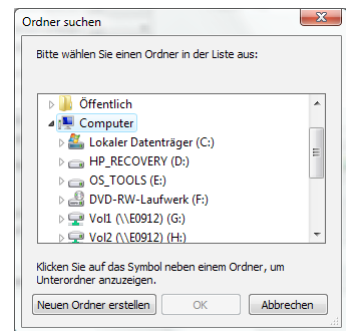 Ordner suchen
Bitte wählen Sie einen Ordner in der Liste aus:
Öffentlich
Computer
Lokaler Datenträger (C:)
HP_RECOVERY (D:)
OS_TOOLS (E:)
DVD-RW-Laufwerk (F:)
Vol1 (\\E0912) (G:)
Vol2 (\\E0912) (H:)
Klicken Sie auf das Symbol neben einem Ordner, um
Unterordner anzuzeigen.
Neuen Ordner erstellen OK Abbrechen